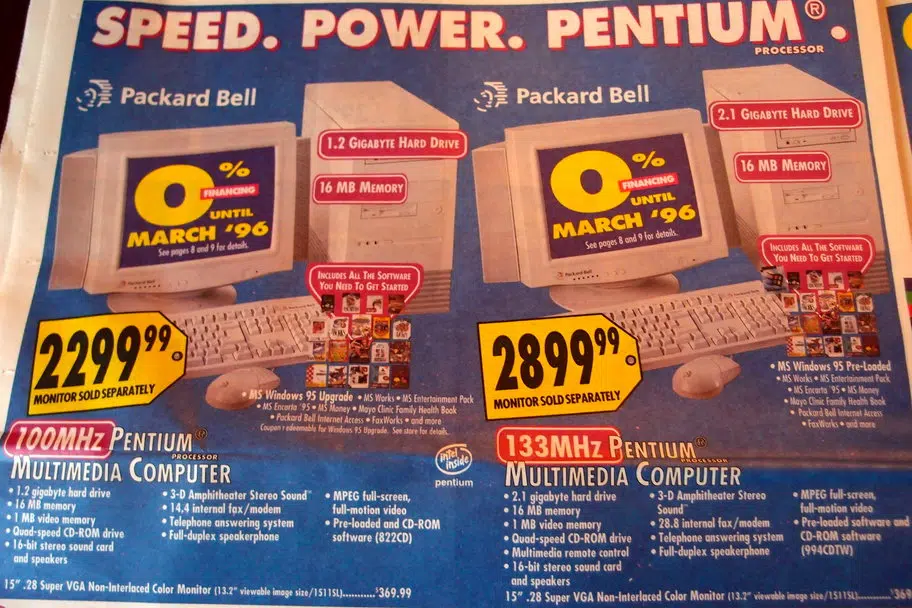 SPEED. POWER. PENTIUM® .
PROCESSOR
Packard Bell
1.2 GIGABYTE HARD DRIVE
16 MB MEMORY
0%
FINANCING
UNTIL
MARCH '96
See pages 8 and 9 for details.
Packard Bell
INCLUDES ALL THE SOFTWARE
YOU NEED TO GET STARTED
2299⁹⁹
MONITOR SOLD SEPARATELY
• MS Windows 95 Upgrade • MS Works • MS Entertainment Pack
• MS Encarta '95 • MS Money • Mayo Clinic Family Health Book
• Packard Bell Internet Access • FaxWorks • and more
Coupon redeemable for Windows 95 Upgrade. See store for details.
100MHZ PENTIUM®
PROCESSOR
MULTIMEDIA COMPUTER
intel
inside
pentium
• 1.2 gigabyte hard drive
• 16 MB memory
• 1 MB video memory
• Quad-speed CD-ROM drive
• 16-bit stereo sound card
and speakers
• 3-D Amphitheater Stereo Sound™
• 14.4 internal fax/modem
• Telephone answering system
• Full-duplex speakerphone
• MPEG full-screen,
full-motion video
• Pre-loaded and CD-ROM
software (822CD)
15" .28 Super VGA Non-Interlaced Color Monitor (13.2" viewable image size/1511SL)...........$369.99
Packard Bell
2.1 GIGABYTE HARD DRIVE
16 MB MEMORY
0%
FINANCING
UNTIL
MARCH '96
See pages 8 and 9 for details.
Packard Bell
INCLUDES ALL THE SOFTWARE
YOU NEED TO GET STARTED
2899⁹⁹
MONITOR SOLD SEPARATELY
• MS Windows 95 Pre-Loaded
• MS Works • MS Entertainment Pack
• MS Encarta '95 • MS Money
• Mayo Clinic Family Health Book
• Packard Bell Internet Access
• FaxWorks • and more
133MHZ PENTIUM®
PROCESSOR
MULTIMEDIA COMPUTER
• 2.1 gigabyte hard drive
• 16 MB memory
• 1 MB video memory
• Quad-speed CD-ROM drive
• Multimedia remote control
• 16-bit stereo sound card
and speakers
• 3-D Amphitheater Stereo
Sound™
• 28.8 internal fax/modem
• Telephone answering system
• Full-duplex speakerphone
• MPEG full-screen,
full-motion video
• Pre-loaded software and
CD-ROM software
(994CDTW)
15" .28 Super VGA Non-Interlaced Color Monitor (13.2" viewable image size/1511SL)...........$369